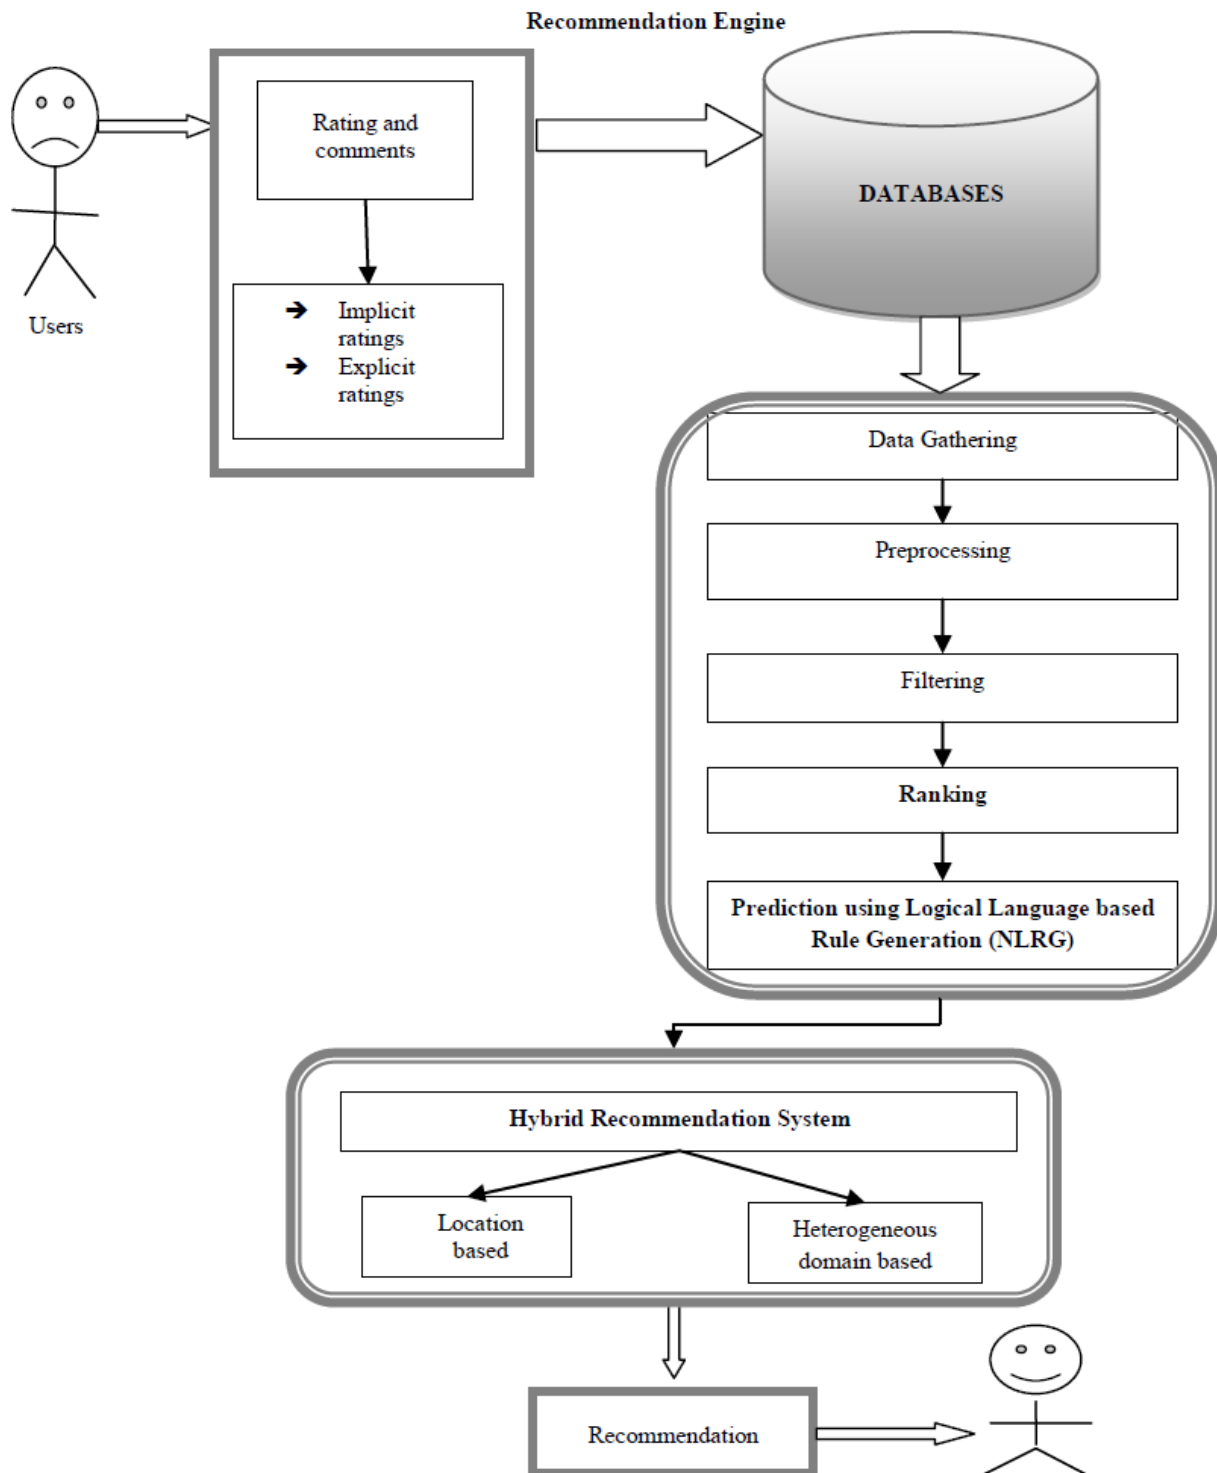 Recommendation Engine
Rating and
comments
DATABASES
➔ Implicit
ratings
➔ Explicit
ratings
Users
Data Gathering
Preprocessing
Filtering
Ranking
Prediction using Logical Language based
Rule Generation (NLRG)
Hybrid Recommendation System
Location
based
Heterogeneous
domain based
Recommendation